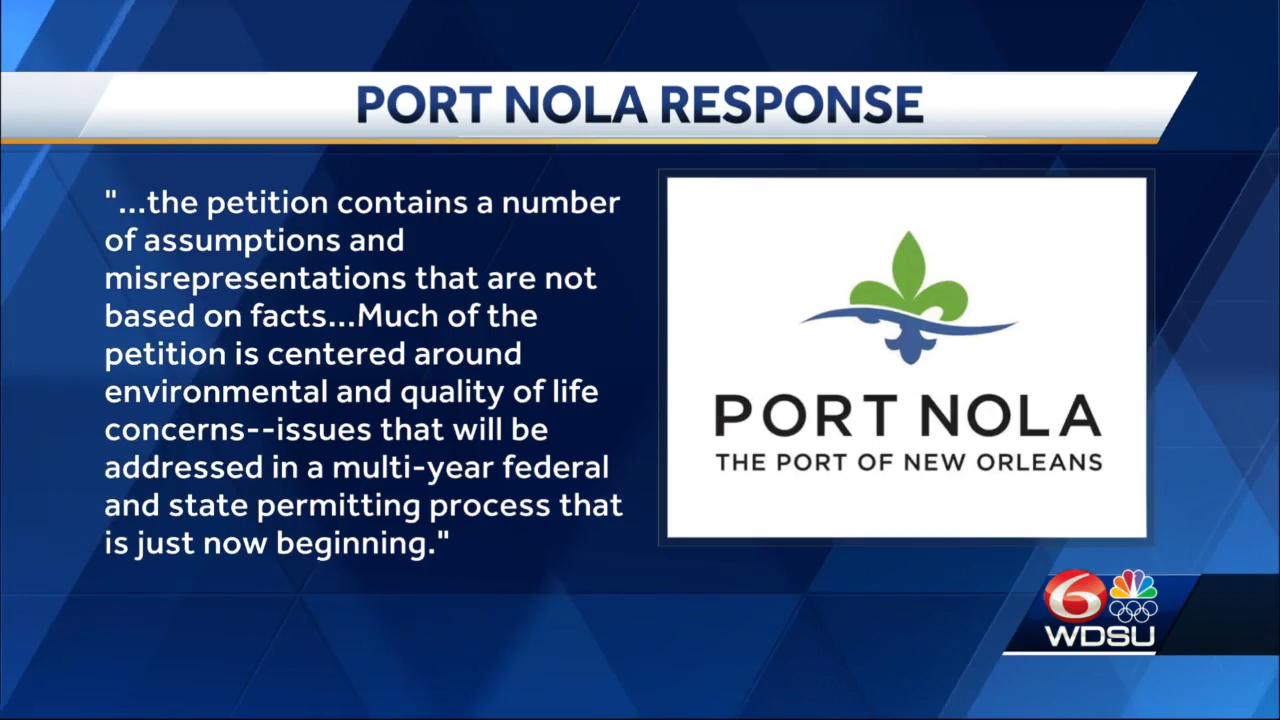 PORT NOLA RESPONSE
"...the petition contains a number
of assumptions and
misrepresentations that are not
based on facts...Much of the
petition is centered around
environmental and quality of life
concerns--issues that will be
addressed in a multi-year federal
and state permitting process that
is just now beginning."
PORT NOLA
THE PORT OF NEW ORLEANS
6
WDSU